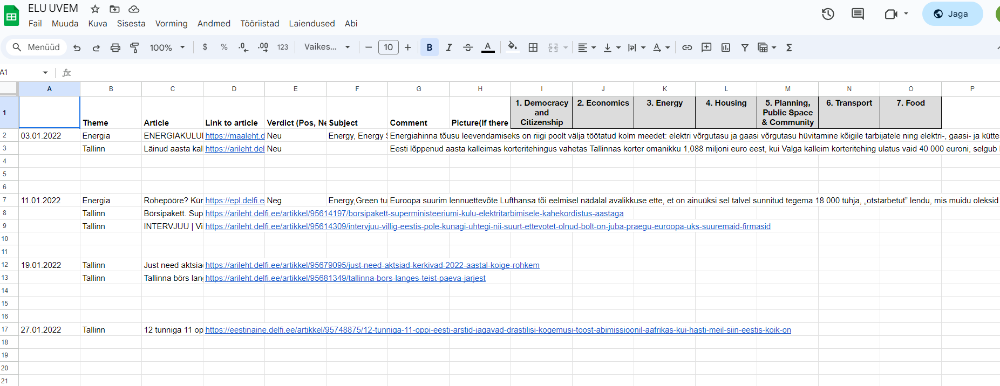 ELU UVEM
Fail Muuda Kuva Sisesta Vorming Andmed Tööriistad Laiendused Abi
Jaga
Menüüd 100% $ % .0 .00 123 Vaikes... 10 B I A
A1 fx
A B C D E F G H I J K L M N O P
1 Theme Article Link to article Verdict (Pos, Ne Subject Comment Picture(If there
1. Democracy and Citizenship
2. Economics
3. Energy
4. Housing
5. Planning, Public Space & Community
6. Transport
7. Food
2 03.01.2022 Energia ENERGIAKULUI https://maaleht.d Neu Energy, Energy S Energiahinna tõusu leevendamiseks on riigi poolt välja töötatud kolm meedet: elektri võrgutasu ja gaasi võrgutasu hüvitamine kõigile tarbijatele ning elektri-, gaasi- ja kütte
3 Tallinn Läinud aasta kall https://arileht.del Neu Eesti lõppenud aasta kalleimas korteritehingus vahetas Tallinnas korter omanikku 1,088 miljoni euro eest, kui Valga kalleim korteritehing ulatus vaid 40 000 euroni, selgub
4
5
6
7 11.01.2022 Energia Rohepööre? Kür https://epl.delfi.e Neg Energy,Green tu Euroopa suurim lennuettevõte Lufthansa tõi eelmisel nädalal avalikkuse ette, et on ainuüksi sel talvel sunnitud tegema 18 000 tühja, „otstarbetut” lendu, mis muidu oleksid
8 Tallinn Börsipakett. Sup https://arileht.delfi.ee/artikkel/95614197/borsipakett-superministeeriumi-kulu-elektritarbimisele-kahekordistus-aastaga
9 Tallinn INTERVJUU | Vi https://arileht.delfi.ee/artikkel/95614309/intervjuu-villig-eestis-pole-kunagi-uhtegi-nii-suurt-ettevotet-olnud-bolt-on-juba-praegu-euroopa-uks-suuremaid-firmasid
10
11
12 19.01.2022 Tallinn Just need aktsia https://arileht.delfi.ee/artikkel/95679095/just-need-aktsiad-kerkivad-2022-aastal-koige-rohkem
13 Tallinn Tallinna börs lang https://arileht.delfi.ee/artikkel/95681349/tallinna-bors-langes-teist-paeva-jarjest
14
15
16
17 27.01.2022 Tallinn 12 tunniga 11 op https://eestinaine.delfi.ee/artikkel/95748875/12-tunniga-11-oppi-eesti-arstid-jagavad-drastilisi-kogemusi-toost-abimissioonil-aafrikas-kui-hasti-meil-siin-eestis-koik-on
18
19
20
21